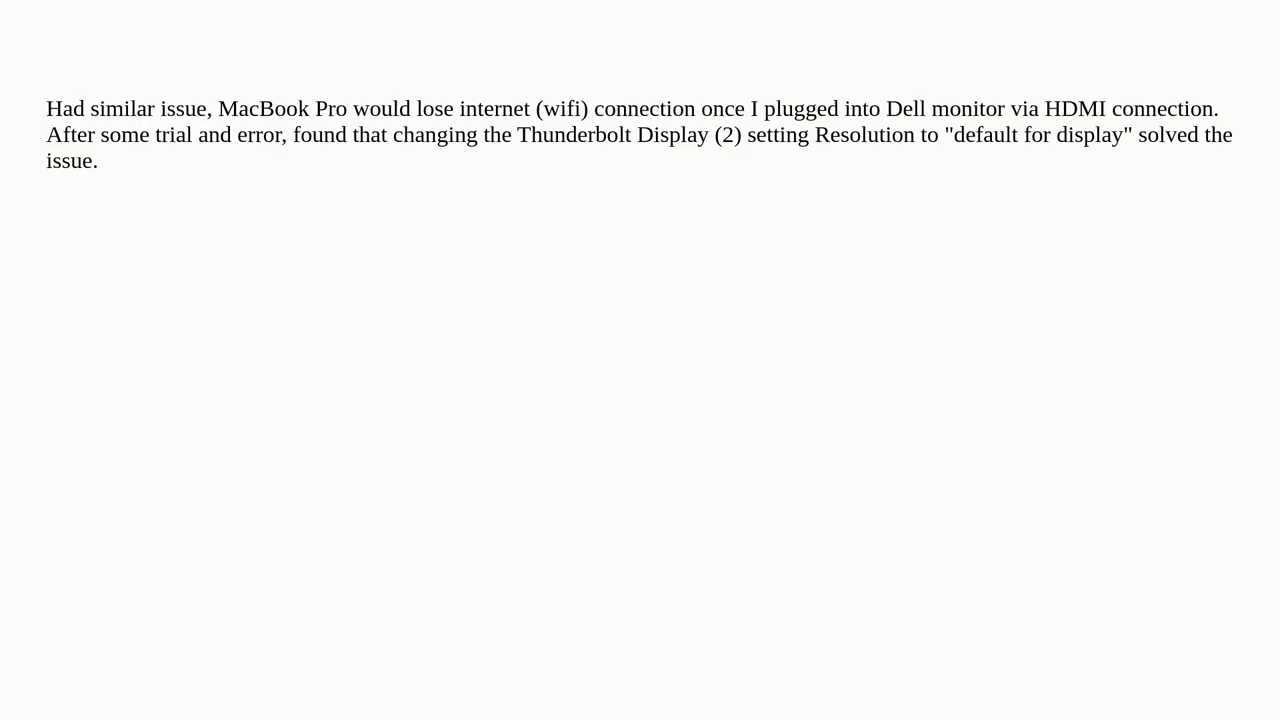 Had similar issue, MacBook Pro would lose internet (wifi) connection once I plugged into Dell monitor via HDMI connection.
After some trial and error, found that changing the Thunderbolt Display (2) setting Resolution to "default for display" solved the
issue.